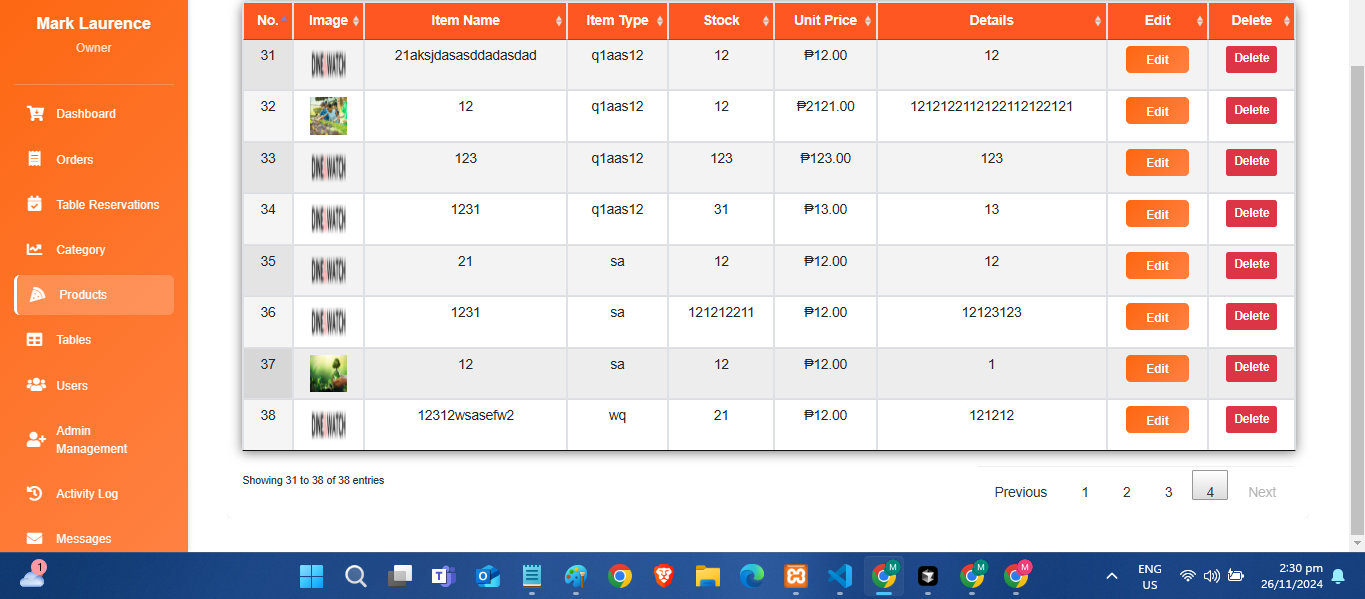 Mark Laurence
Owner
Dashboard
Orders
Table Reservations
Category
Products
Tables
Users
Admin
Management
Activity Log
Messages
No. Image Item Name Item Type Stock Unit Price Details Edit Delete
31 DINE WATCH 21aksjdasasddadasdad q1aas12 12 ₱12.00 12 Edit Delete
32 12 q1aas12 12 ₱2121.00 1212122112122112122121 Edit Delete
33 DINE WATCH 123 q1aas12 123 ₱123.00 123 Edit Delete
34 DINE WATCH 1231 q1aas12 31 ₱13.00 13 Edit Delete
35 DINE WATCH 21 sa 12 ₱12.00 12 Edit Delete
36 DINE WATCH 1231 sa 121212211 ₱12.00 12123123 Edit Delete
37 12 sa 12 ₱12.00 1 Edit Delete
38 DINE WATCH 12312wsasefw2 wq 21 ₱12.00 121212 Edit Delete
Showing 31 to 38 of 38 entries
Previous 1 2 3 4 Next
1
M M M
ENG
US
2:30 pm
26/11/2024